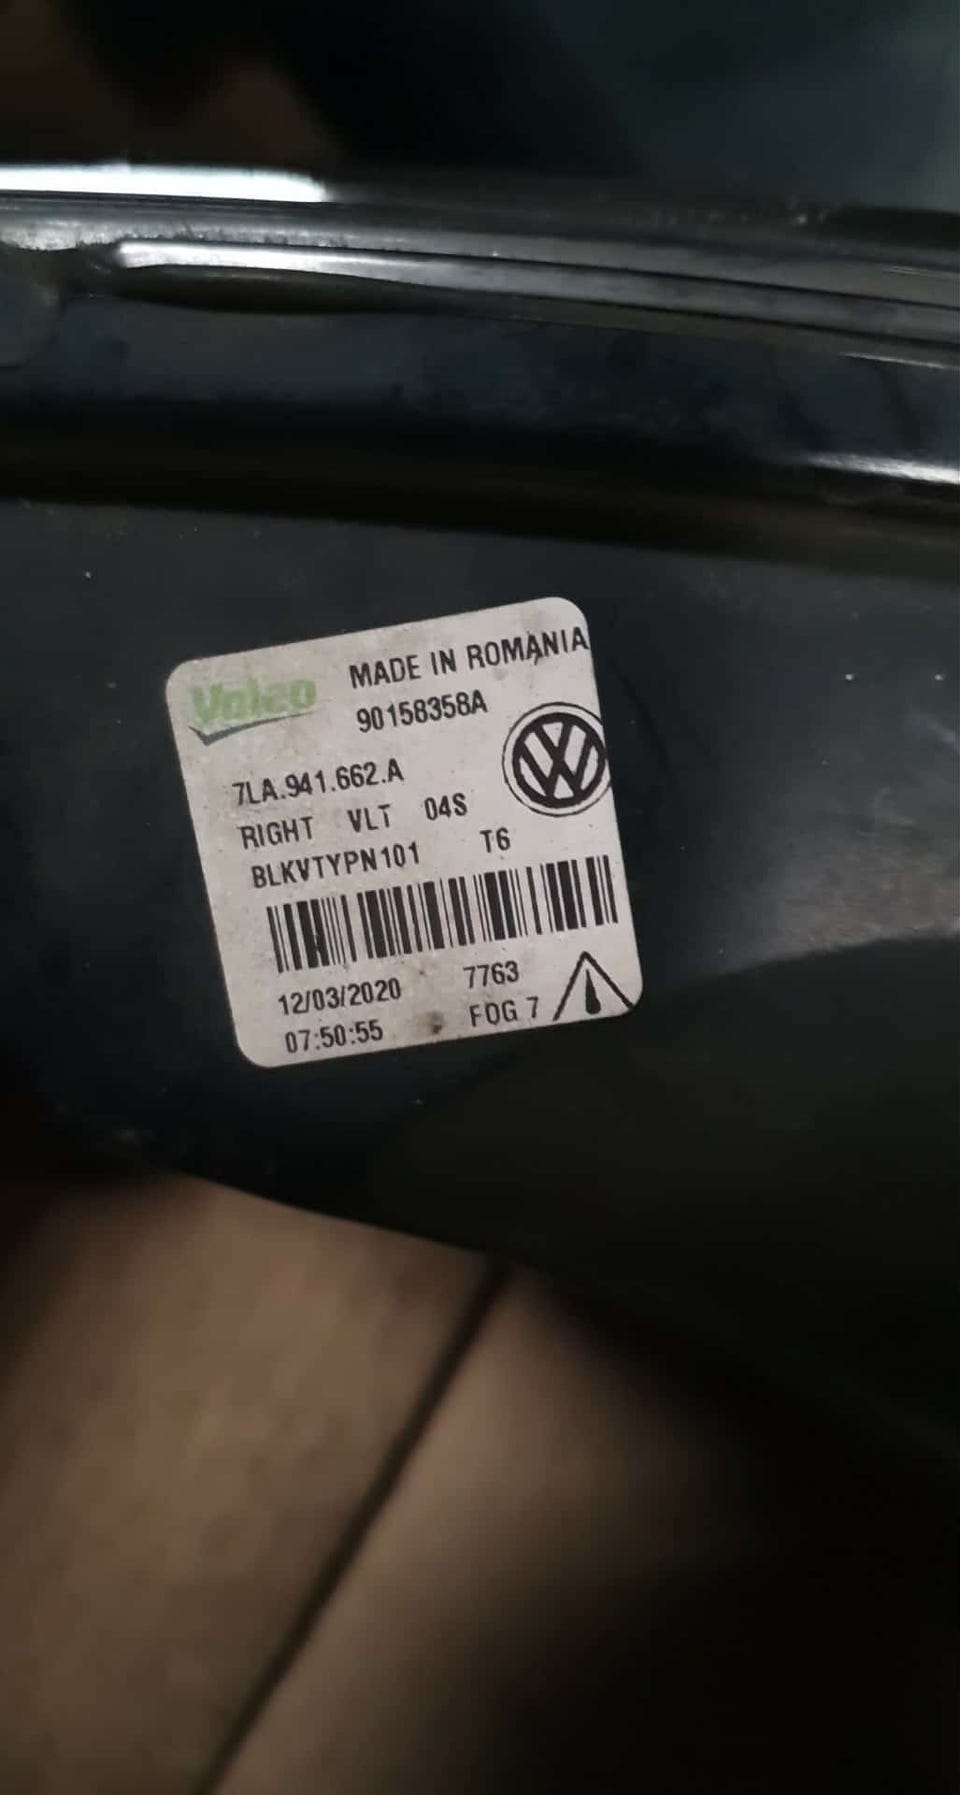 Valeo MADE IN ROMANIA
90158358A
7LA.941.662.A
RIGHT VLT 04S
BLKVTYPN101 T6
12/03/2020 7763
07:50:55 FOG 7